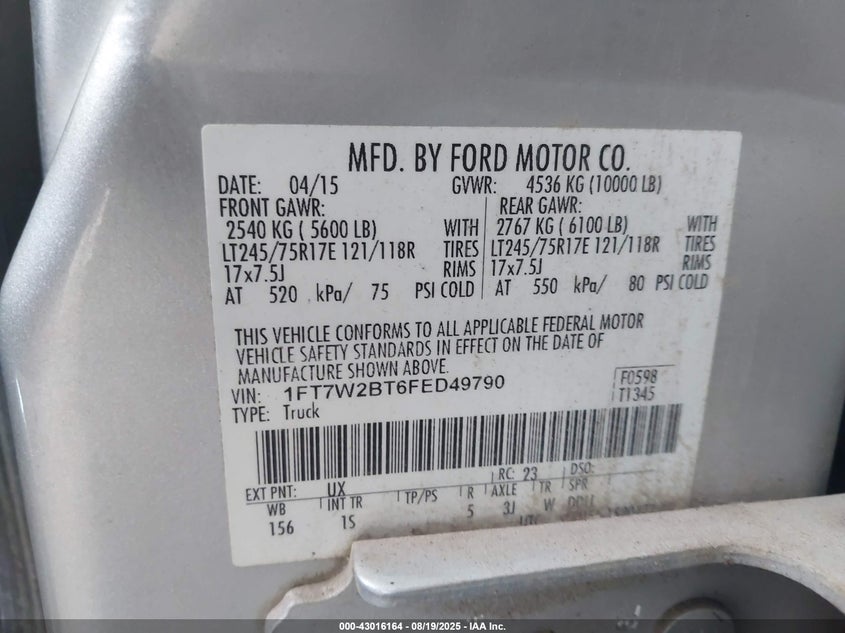 MFD. BY FORD MOTOR CO.
DATE: 04/15 GVWR: 4536 KG (10000 LB)
FRONT GAWR: REAR GAWR:
2540 KG ( 5600 LB) WITH 2767 KG ( 6100 LB) WITH
LT245/75R17E 121/118R TIRES LT245/75R17E 121/118R TIRES
17x7.5J RIMS 17x7.5J RIMS
AT 520 kPa/ 75 PSI COLD AT 550 kPa/ 80 PSI COLD
THIS VEHICLE CONFORMS TO ALL APPLICABLE FEDERAL MOTOR
VEHICLE SAFETY STANDARDS IN EFFECT ON THE DATE OF
MANUFACTURE SHOWN ABOVE.
VIN: 1FT7W2BT6FED49790 F0598
TYPE: Truck T1345
RC: 23 DSO:
EXT PNT: UX
WB INT TR TP/PS R AXLE TR SPR
156 1S 5 3J W
000-43016164 - 08/19/2025 - IAA Inc.